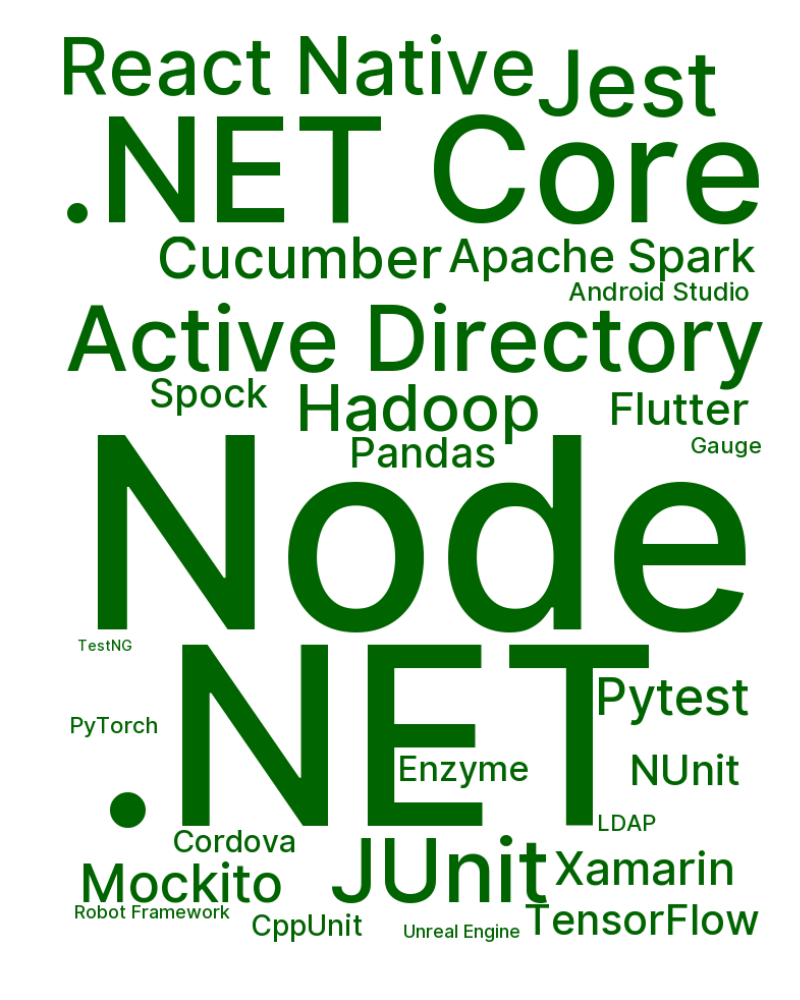 React Native
Jest
.NET Core
Cucumber
Apache Spark
Android Studio
Active Directory
Spock
Hadoop
Flutter
Pandas
Gauge
Node
TestNG
.NET
Pytest
PyTorch
Enzyme
NUnit
LDAP
Cordova
JUnit
Mockito
Xamarin
Robot Framework
CppUnit
Unreal Engine
TensorFlow